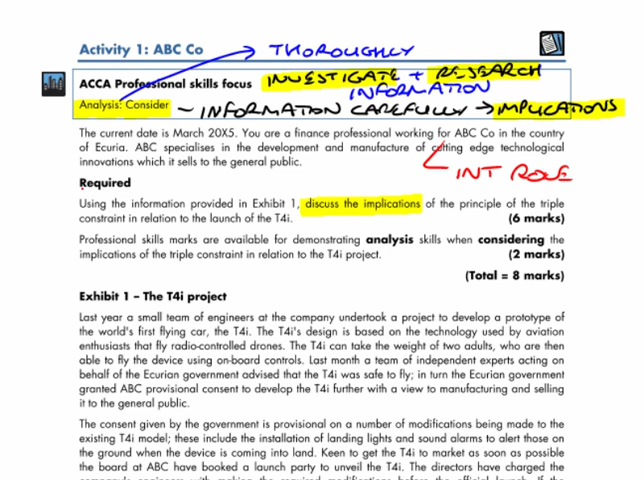 Activity 1: ABC Co
THOROUGHLY
ACCA Professional skills focus
INVESTIGATE + RESEARCH
INFORMATION
Analysis: Consider
– INFORMATION CAREFULLY → IMPLICATIONS
The current date is March 20X5. You are a finance professional working for ABC Co in the country
of Ecuria. ABC specialises in the development and manufacture of cutting edge technological
innovations which it sells to the general public.
INT ROLE
Required
Using the information provided in Exhibit 1, discuss the implications of the principle of the triple
constraint in relation to the launch of the T4i. (6 marks)
Professional skills marks are available for demonstrating analysis skills when considering the
implications of the triple constraint in relation to the T4i project. (2 marks)
(Total = 8 marks)
Exhibit 1 – The T4i project
Last year a small team of engineers at the company undertook a project to develop a prototype of
the world's first flying car, the T4i. The T4i's design is based on the technology used by aviation
enthusiasts that fly radio-controlled drones. The T4i can take the weight of two adults, who are then
able to fly the device using on-board controls. Last month a team of independent experts acting on
behalf of the Ecurian government advised that the T4i was safe to fly; in turn the Ecurian government
granted ABC provisional consent to develop the T4i further with a view to manufacturing and selling
it to the general public.
The consent given by the government is provisional on a number of modifications being made to the
existing T4i model; these include the installation of landing lights and sound alarms to alert those on
the ground when the device is coming into land. Keen to get the T4i to market as soon as possible
the board at ABC have booked a launch party to unveil the T4i. The directors have charged the
company's engineers with making the required modifications before the official launch. If the